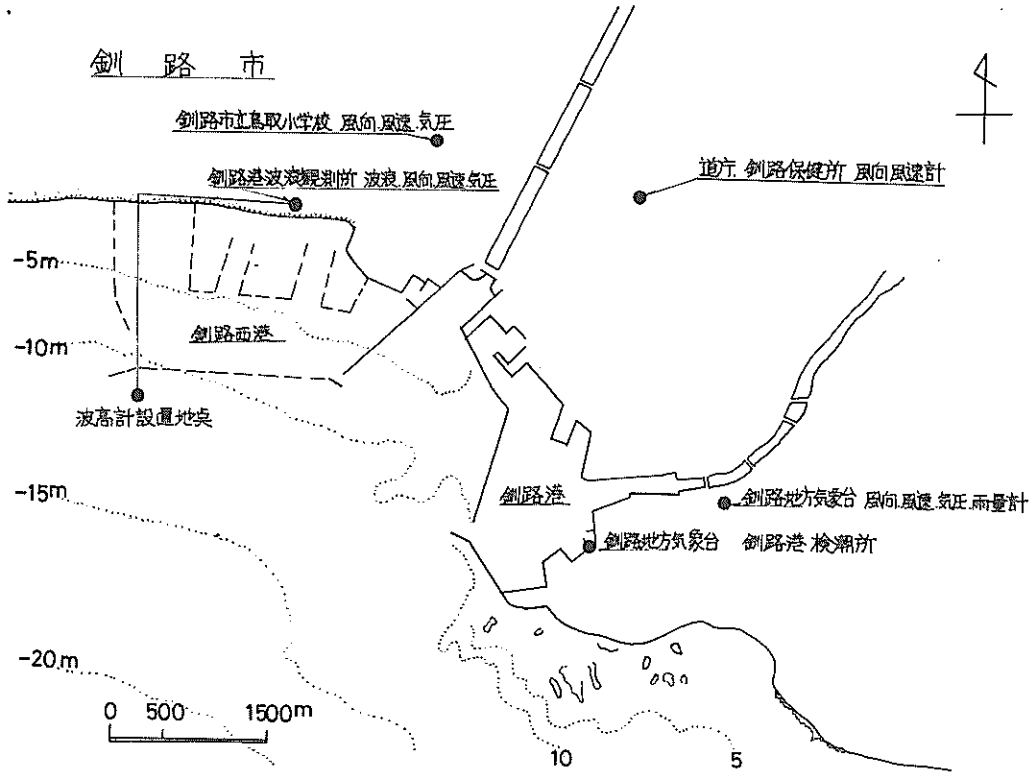 釧路市
釧路市立鳥取小学校 風向.風速.気圧
釧路港波浪観測所 波浪.風向.風速.気圧
道庁. 釧路保健所 風向風速計
-5m
釧路西港
-10m
波高計設置地点
-15m
釧路港
釧路地方気象台 風向.風速.気圧.雨量計
釧路地方気象台 釧路港検潮所
-20m
0 500 1500m
10
5